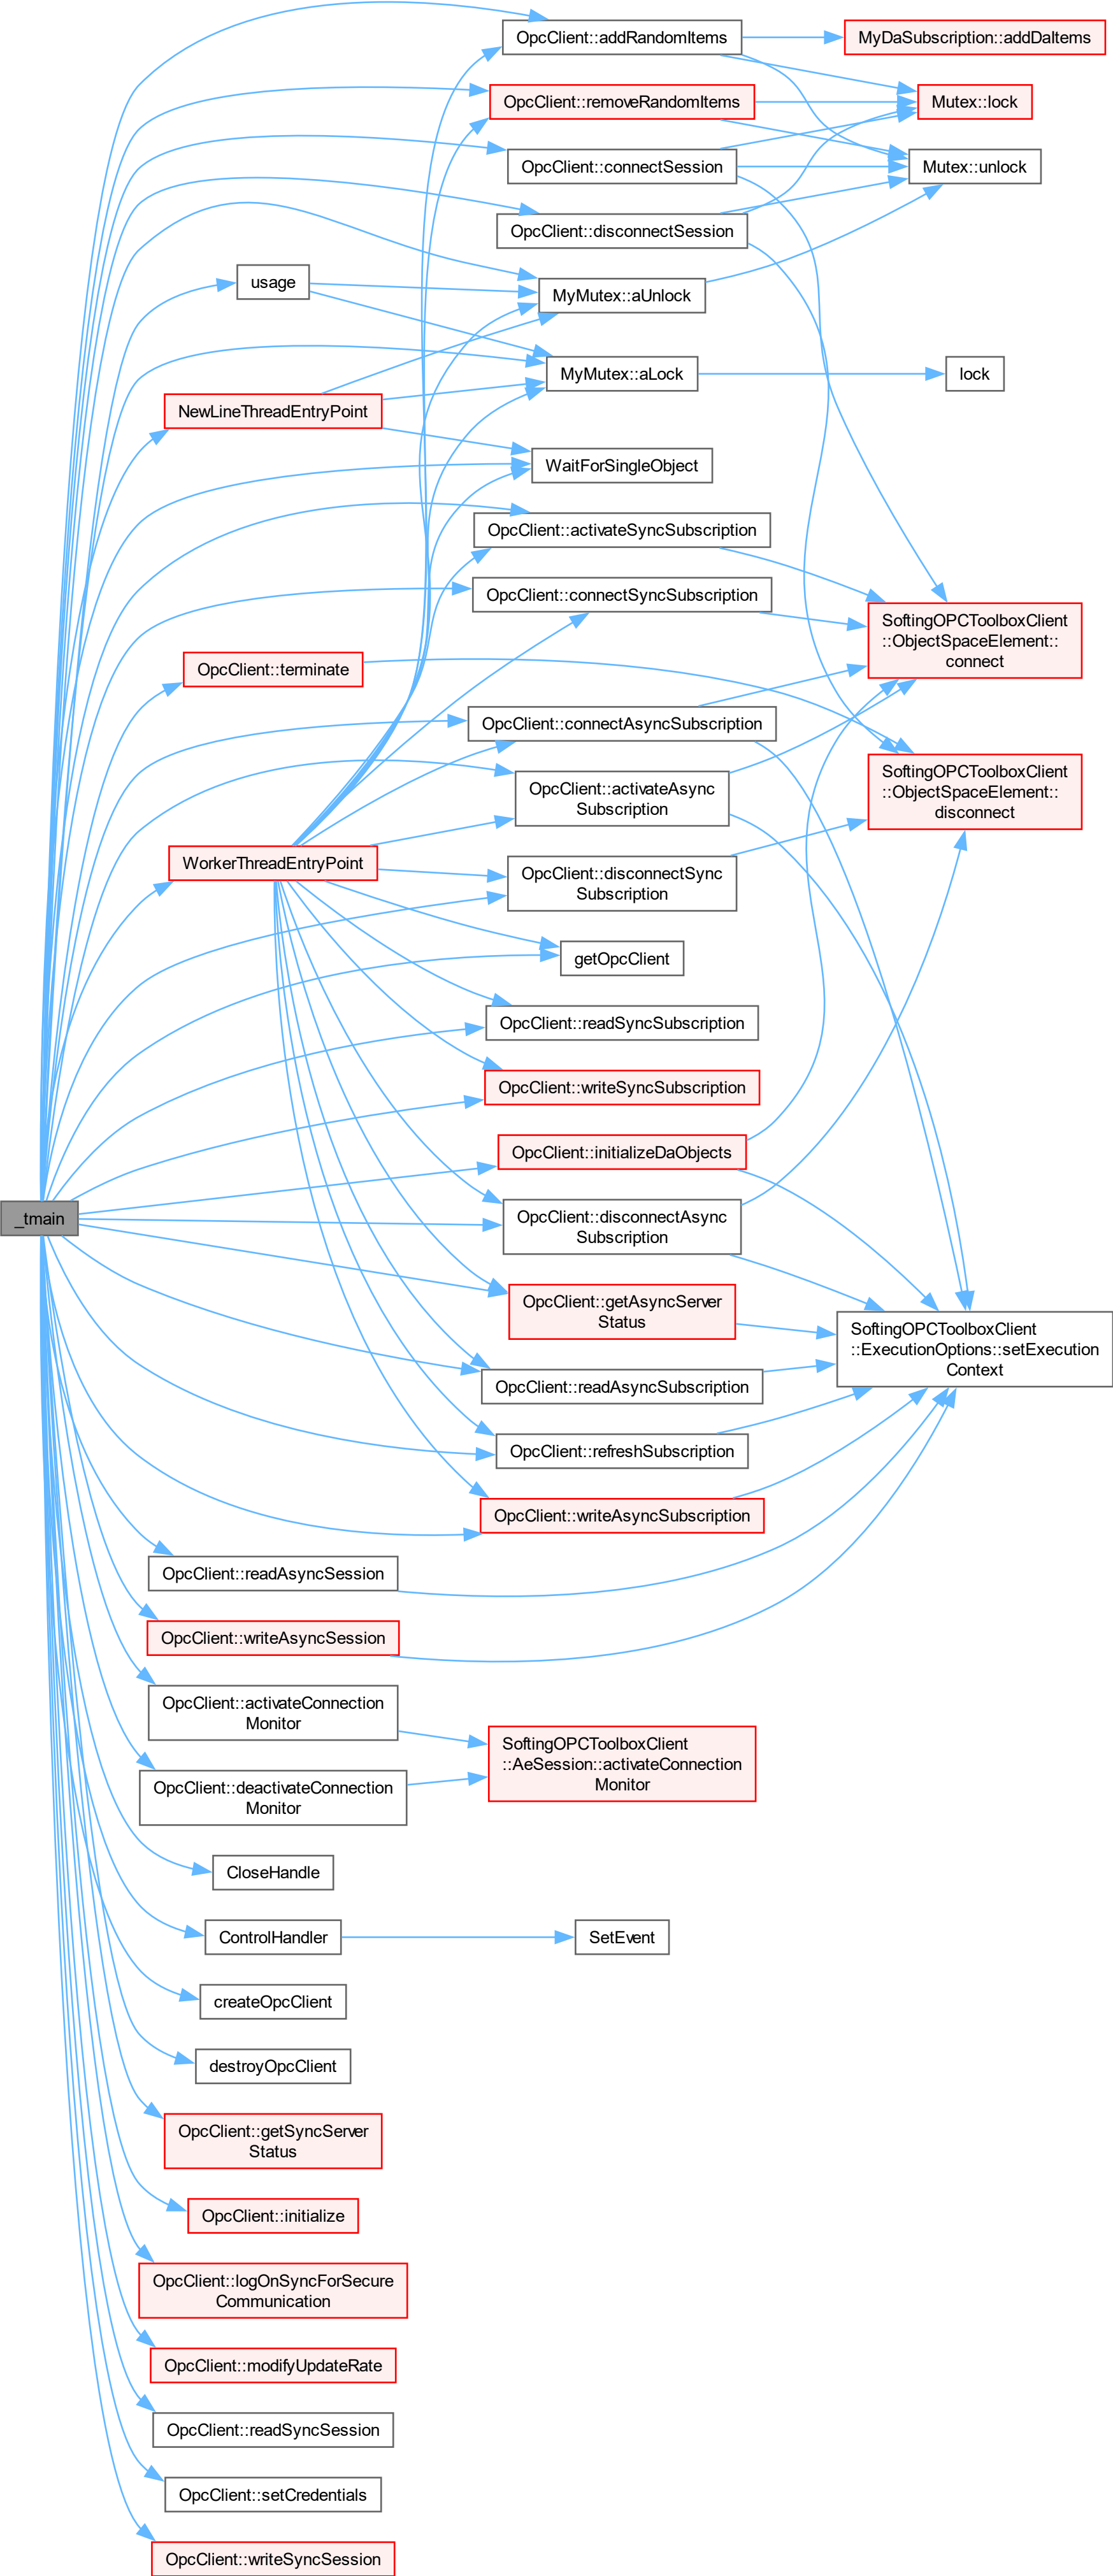 OpcClient::addRandomItems
MyDaSubscription::addDaItems
OpcClient::removeRandomItems
Mutex::lock
OpcClient::connectSession
Mutex::unlock
OpcClient::disconnectSession
usage
MyMutex::aUnlock
MyMutex::aLock
lock
NewLineThreadEntryPoint
WaitForSingleObject
OpcClient::activateSyncSubscription
OpcClient::connectSyncSubscription
SoftingOPCToolboxClient
::ObjectSpaceElement::
connect
OpcClient::terminate
OpcClient::connectAsyncSubscription
SoftingOPCToolboxClient
::ObjectSpaceElement::
disconnect
OpcClient::activateAsync
Subscription
WorkerThreadEntryPoint
OpcClient::disconnectSync
Subscription
getOpcClient
OpcClient::readSyncSubscription
OpcClient::writeSyncSubscription
OpcClient::initializeDaObjects
_tmain
OpcClient::disconnectAsync
Subscription
OpcClient::getAsyncServer
Status
SoftingOPCToolboxClient
::ExecutionOptions::setExecution
Context
OpcClient::readAsyncSubscription
OpcClient::refreshSubscription
OpcClient::writeAsyncSubscription
OpcClient::readAsyncSession
OpcClient::writeAsyncSession
OpcClient::activateConnection
Monitor
SoftingOPCToolboxClient
::AeSession::activateConnection
Monitor
OpcClient::deactivateConnection
Monitor
CloseHandle
ControlHandler
SetEvent
createOpcClient
destroyOpcClient
OpcClient::getSyncServer
Status
OpcClient::initialize
OpcClient::logOnSyncForSecure
Communication
OpcClient::modifyUpdateRate
OpcClient::readSyncSession
OpcClient::setCredentials
OpcClient::writeSyncSession